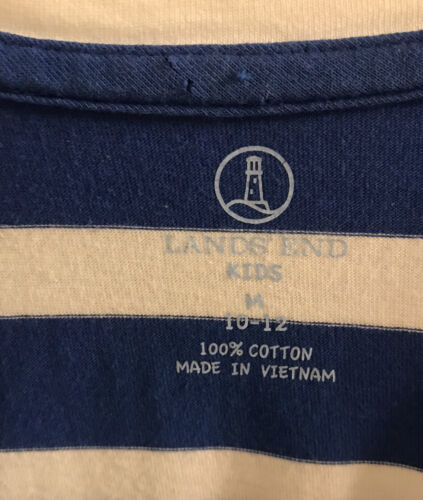 LANDS' END
KIDS
M
10-12
100% COTTON
MADE IN VIETNAM